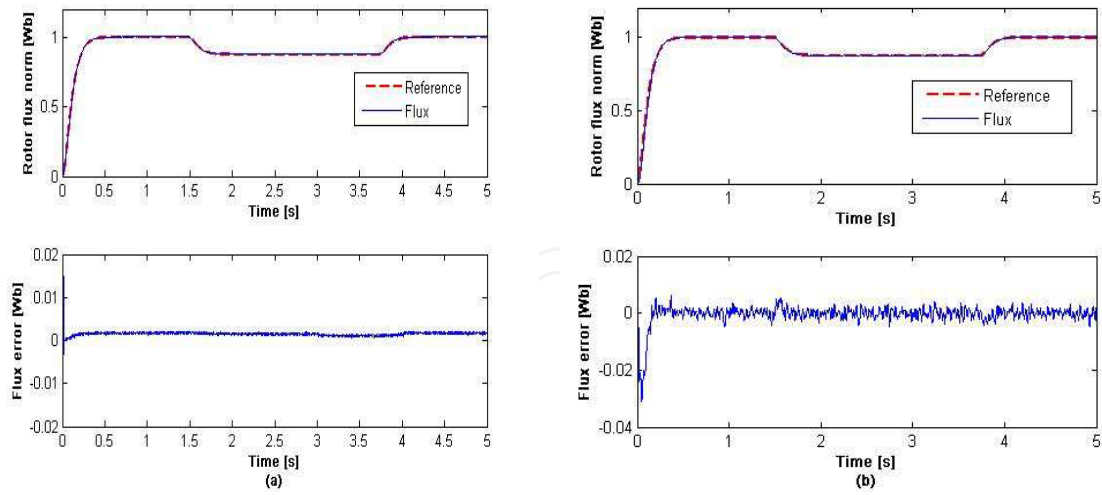 Rotor flux norm [Wb]
1
0.5
0
Reference
Flux
0 0.5 1 1.5 2 2.5 3 3.5 4 4.5 5
Time [s]
Flux error [Wb]
0.02
0.01
0
-0.01
-0.02
0 0.5 1 1.5 2 2.5 3 3.5 4 4.5 5
Time [s]
(a)
Rotor flux norm [Wb]
1
0.5
0
Reference
Flux
0 1 2 3 4 5
Time [s]
Flux error [Wb]
0.02
0
-0.02
-0.04
0 1 2 3 4 5
Time [s]
(b)